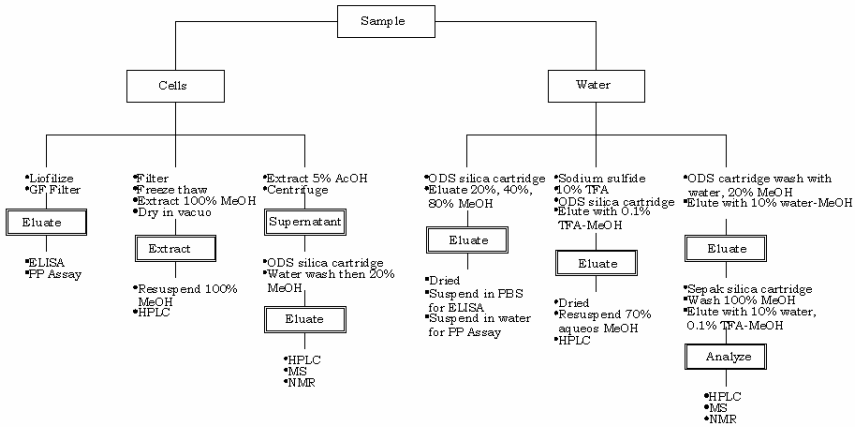 Sample
Cells
Water
•Liofilize
•GF Filter
Eluate
•ELISA
•PP Assay
•Filter
•Freeze thaw
•Extract 100% MeOH
•Dry in vacuo
Extract
•Resuspend 100%
MeOH
•HPLC
•Extract 5% AcOH
•Centrifuge
Supernatant
•ODS silica cartridge
•Water wash then 20%
MeOH
Eluate
•HPLC
•MS
•NMR
•ODS silica cartridge
•Eluate 20%, 40%,
80% MeOH
Eluate
•Dried
•Suspend in PBS
for ELISA
•Suspend in water
for PP Assay
•Sodium sulfide
•10% TFA
•ODS silica cartridge
•Elute with 0.1%
TFA-MeOH
Eluate
•Dried
•Resuspend 70%
aqueos MeOH
•HPLC
•ODS cartridge wash with
water, 20% MeOH
•Elute with 10% water-MeOH
Eluate
•Sepak silica cartridge
•Wash 100% MeOH
•Elute with 10% water,
0.1% TFA-MeOH
Analyze
•HPLC
•MS
•NMR